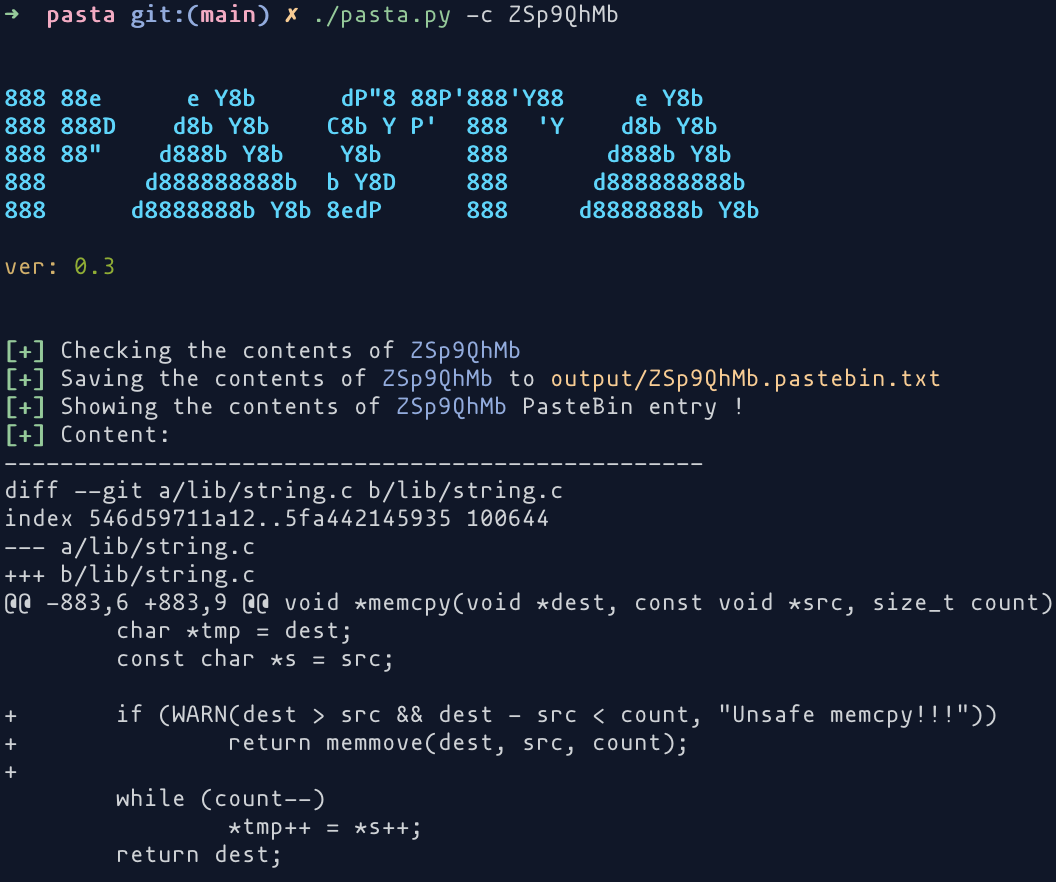 →  pasta git:(main) ✗ ./pasta.py -c ZSp9QhMb
888 88e      e Y8b      dP"8 88P'888'Y88     e Y8b
888 888D    d8b Y8b    C8b Y P'  888  'Y    d8b Y8b
888 88"    d888b Y8b    Y8b      888       d888b Y8b
888       d888888888b  b Y8D     888      d888888888b
888      d8888888b Y8b 8edP      888     d8888888b Y8b
ver: 0.3
[+] Checking the contents of ZSp9QhMb
[+] Saving the contents of ZSp9QhMb to output/ZSp9QhMb.pastebin.txt
[+] Showing the contents of ZSp9QhMb PasteBin entry !
[+] Content:
--------------------------------------------------
diff --git a/lib/string.c b/lib/string.c
index 546d59711a12..5fa442145935 100644
--- a/lib/string.c
+++ b/lib/string.c
@@ -883,6 +883,9 @@ void *memcpy(void *dest, const void *src, size_t count)
        char *tmp = dest;
        const char *s = src;
+       if (WARN(dest > src && dest - src < count, "Unsafe memcpy!!!"))
+               return memmove(dest, src, count);
+
        while (count--)
                *tmp++ = *s++;
        return dest;